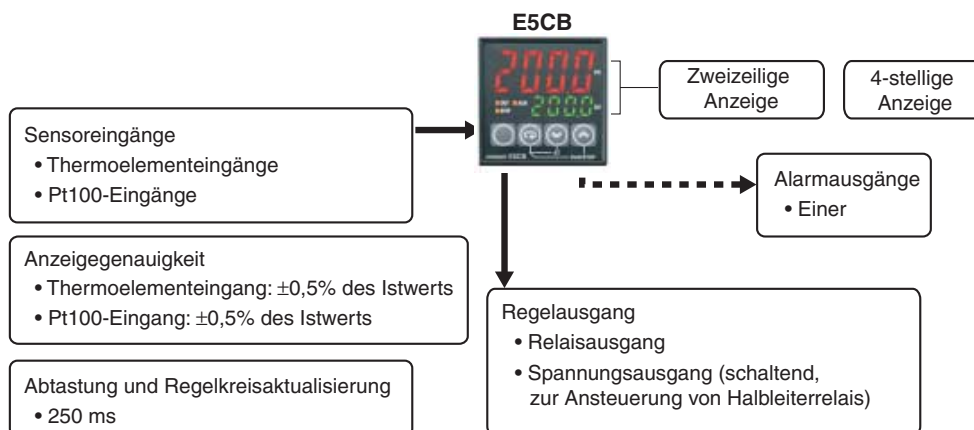 E5CB
2000
200.0
Zweizeilige
Anzeige
4-stellige
Anzeige
Sensoreingänge
• Thermoelementeingänge
• Pt100-Eingänge
Alarmausgänge
• Einer
Anzeigegenauigkeit
• Thermoelementeingang: ±0,5% des Istwerts
• Pt100-Eingang: ±0,5% des Istwerts
Regelausgang
• Relaisausgang
• Spannungsausgang (schaltend,
zur Ansteuerung von Halbleiterrelais)
Abtastung und Regelkreisaktualisierung
• 250 ms